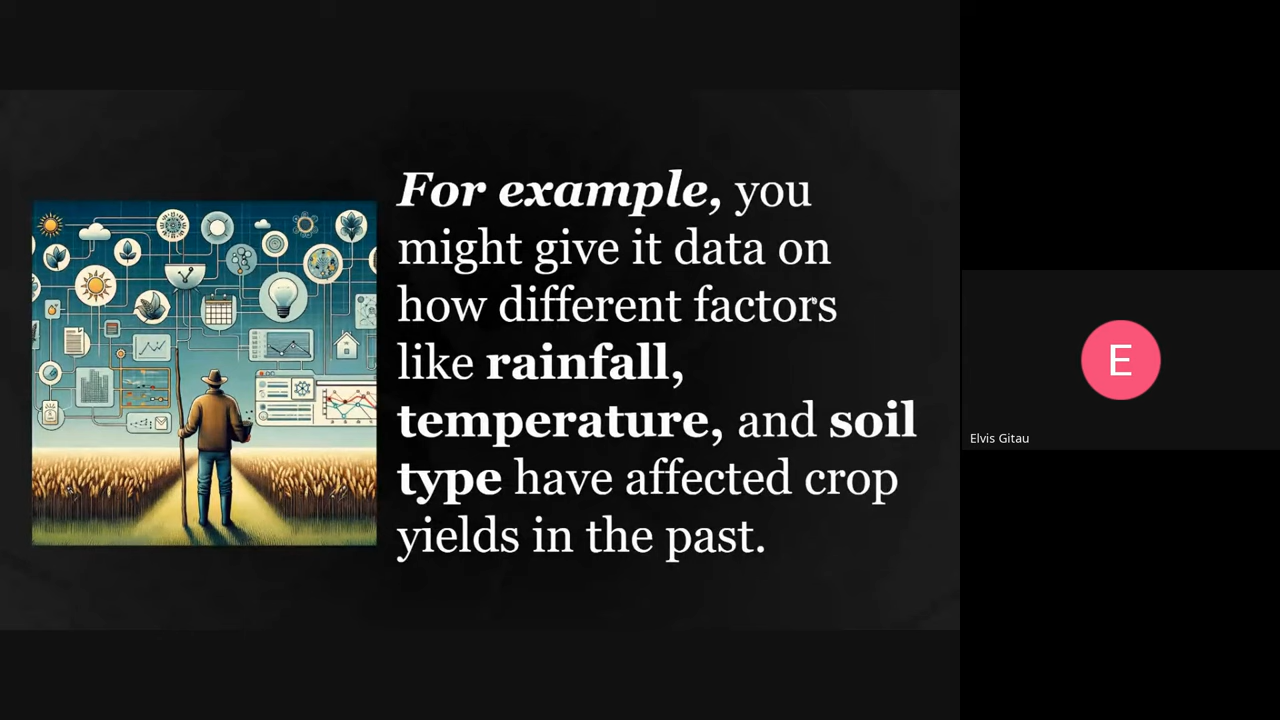 For example, you
might give it data on
how different factors
like rainfall,
temperature, and soil
type have affected crop
yields in the past.
E
Elvis Gitau